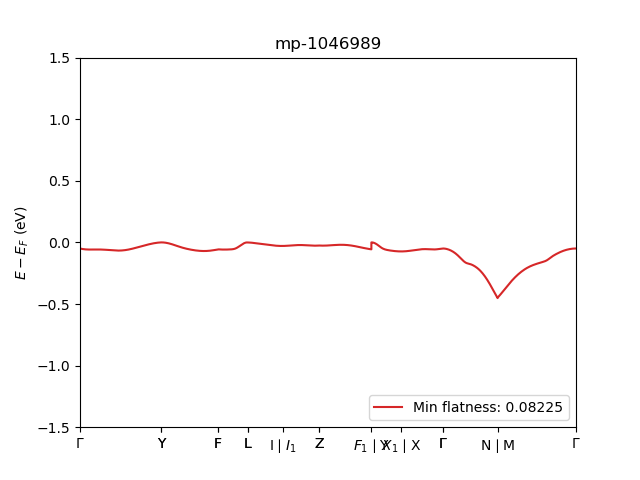 mp-1046989
1.5
1.0
0.5
0.0
−0.5
−1.0
−1.5
E − E_F (eV)
Min flatness: 0.08225
Γ Y F L I | I₁ Z F₁ | Y X₁ | X Γ N | M Γ